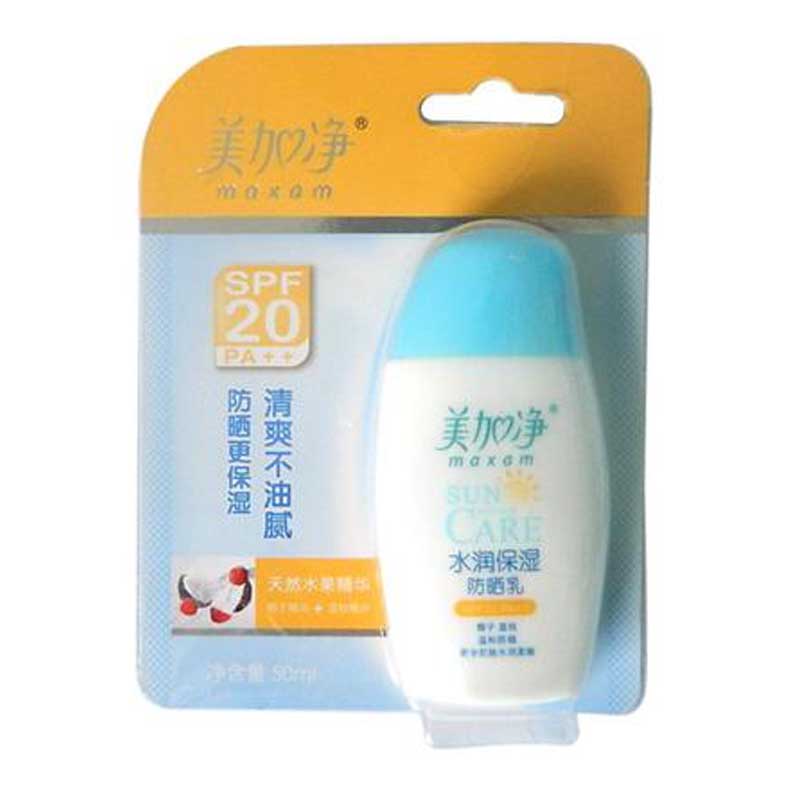 美加净®
maxam
SPF
20
PA++
清爽不油腻
防晒更保湿
天然水果精华
净含量 50ml
美加净®
maxam
SUN
CARE
水润保湿
防晒乳